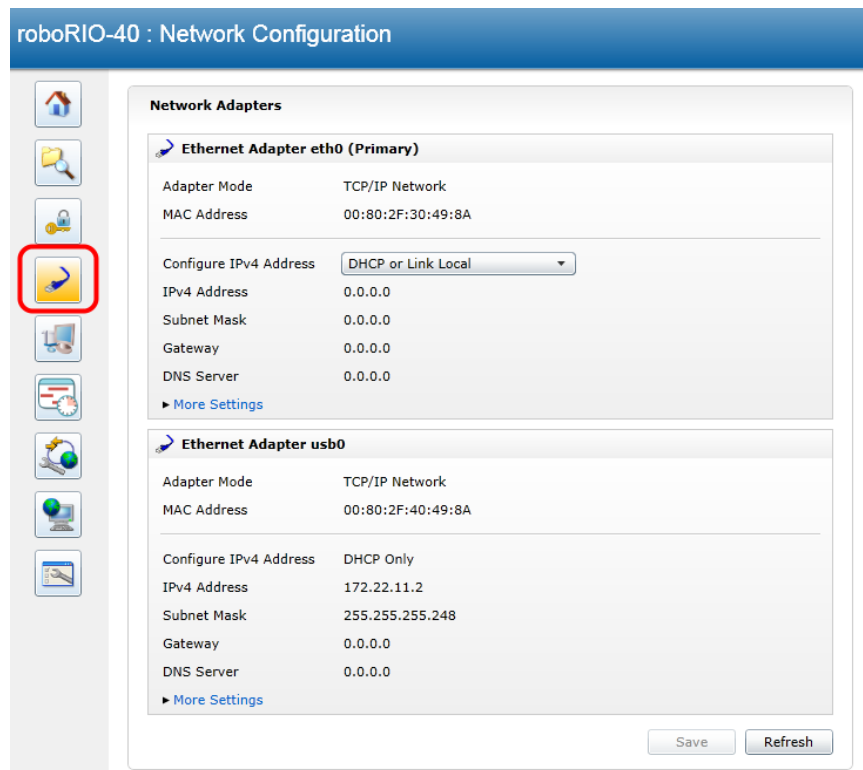 roboRIO-40 : Network Configuration
Network Adapters
Ethernet Adapter eth0 (Primary)
Adapter Mode TCP/IP Network
MAC Address 00:80:2F:30:49:8A
Configure IPv4 Address DHCP or Link Local
IPv4 Address 0.0.0.0
Subnet Mask 0.0.0.0
Gateway 0.0.0.0
DNS Server 0.0.0.0
More Settings
Ethernet Adapter usb0
Adapter Mode TCP/IP Network
MAC Address 00:80:2F:40:49:8A
Configure IPv4 Address DHCP Only
IPv4 Address 172.22.11.2
Subnet Mask 255.255.255.248
Gateway 0.0.0.0
DNS Server 0.0.0.0
More Settings
Save Refresh